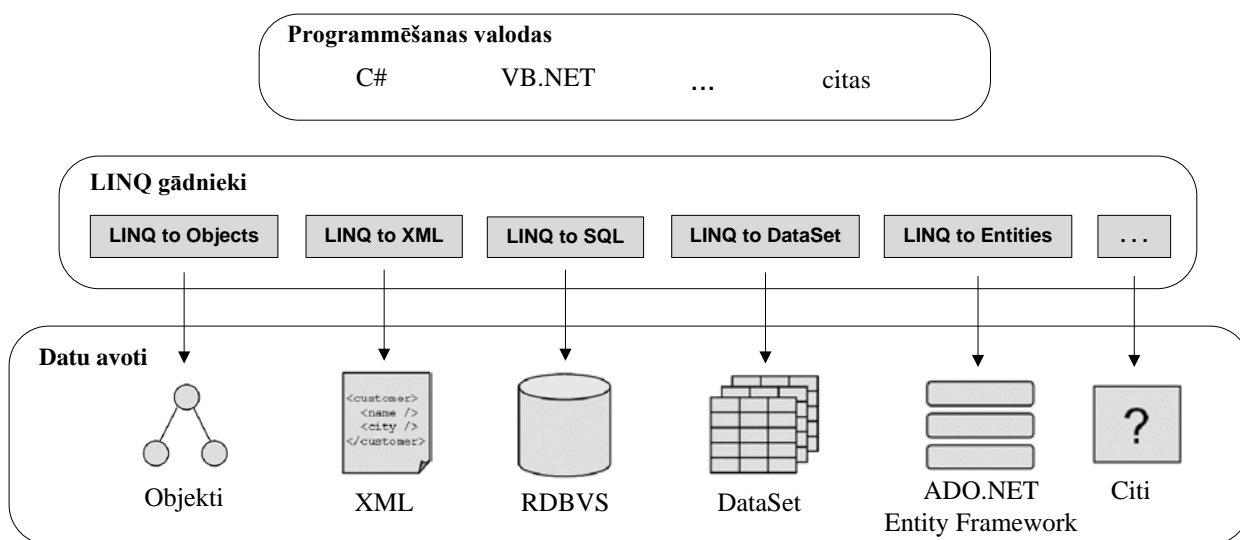 Programmēšanas valodas
C# VB.NET ... citas
LINQ gādnieki
LINQ to Objects LINQ to XML LINQ to SQL LINQ to DataSet LINQ to Entities . . .
Datu avoti
<customer>
<name />
<city />
</customer>
?
Objekti XML RDBVS DataSet ADO.NET Citi
Entity Framework